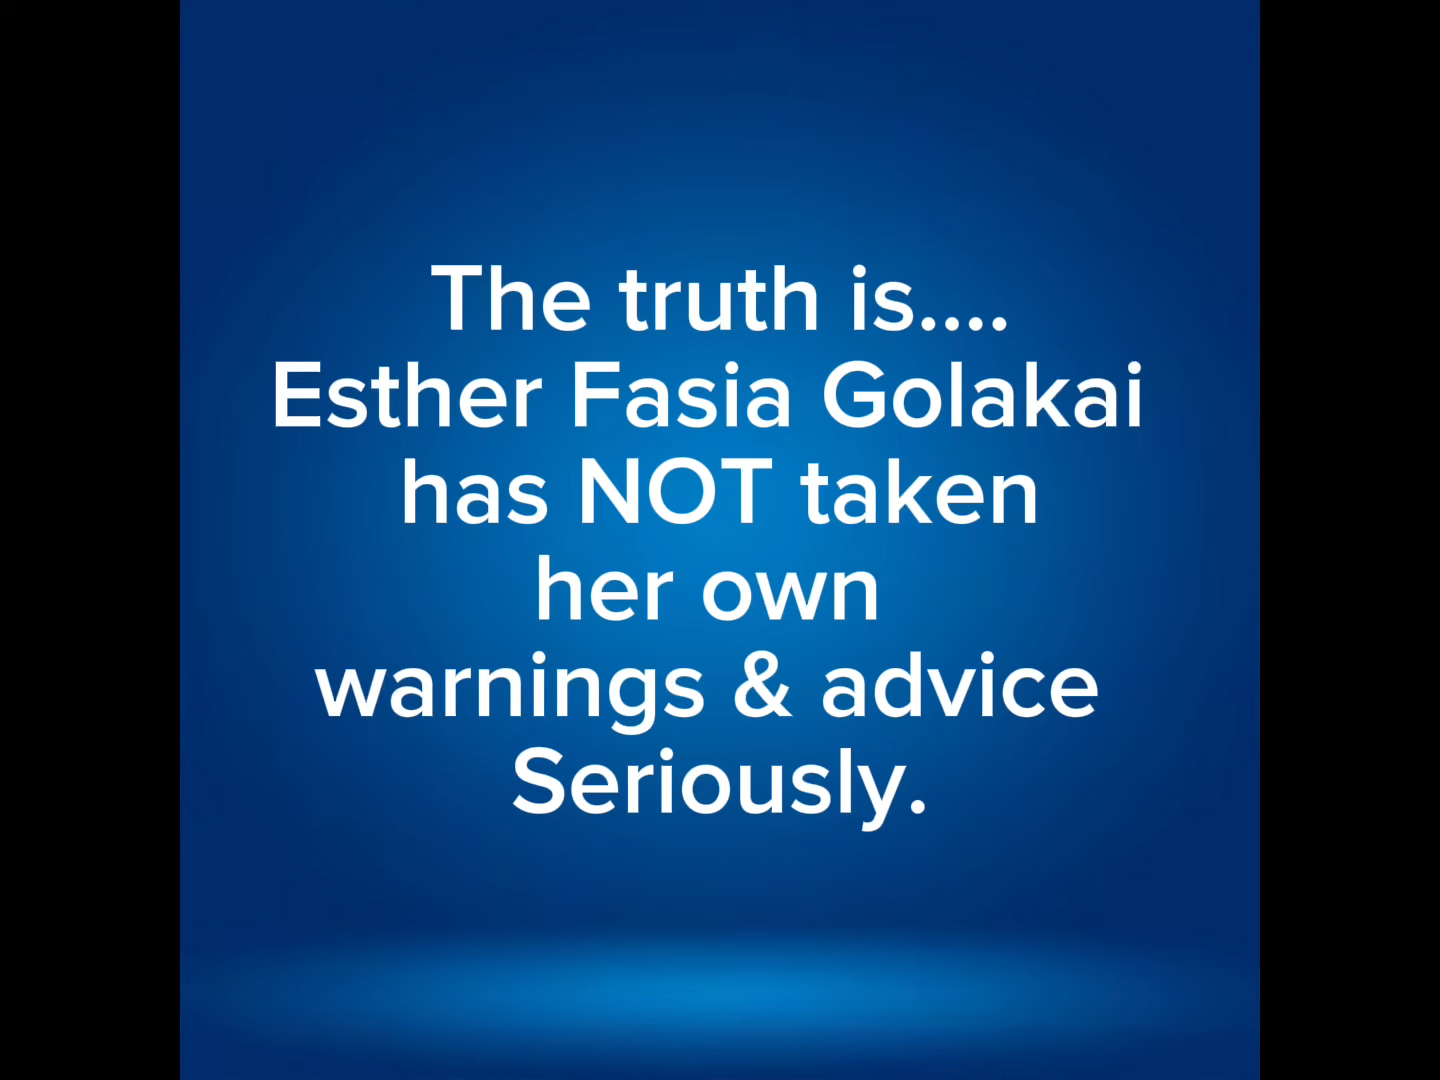 The truth is....
Esther Fasia Golakai
has NOT taken
her own
warnings & advice
Seriously.